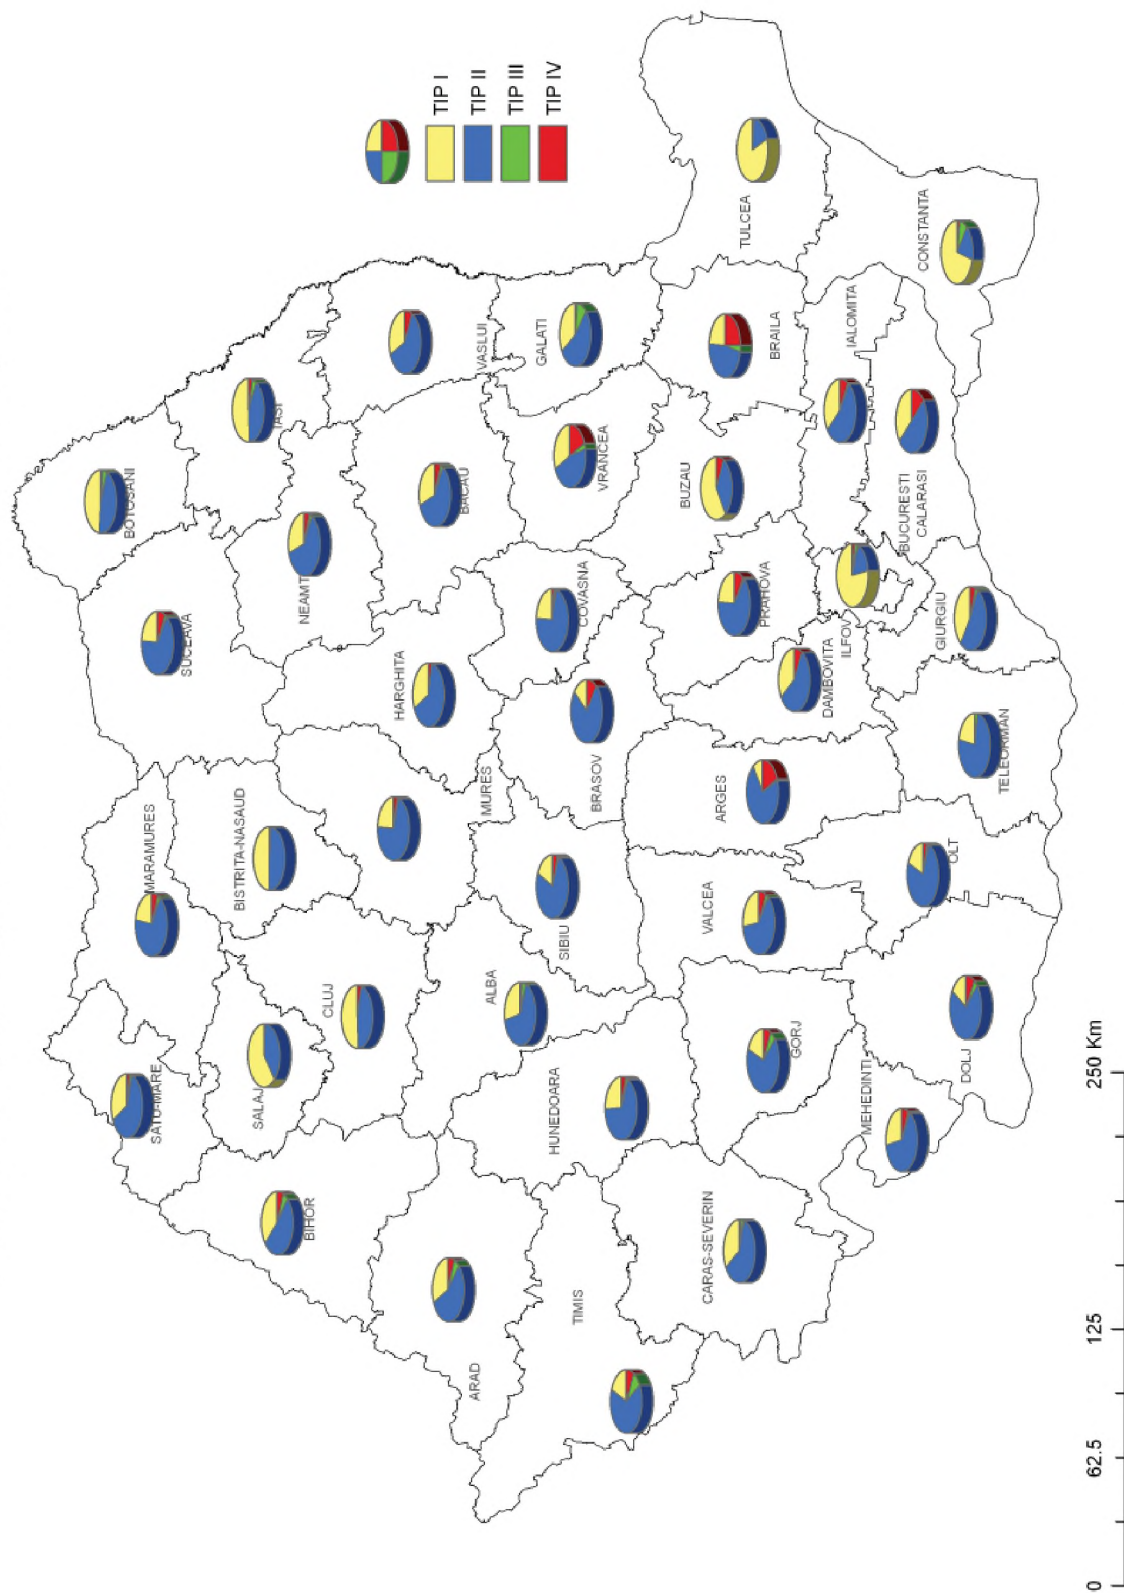 BOTOSANI
SUCEAVA
IASI
NEAMT
MARAMURES
SATU-MARE
BISTRITA-NASAUD
SALAJ
CLUJ
BIHOR
HARGHITA
MURES
BACAU
VASLUI
ALBA
ARAD
TIMIS
HUNEDOARA
SIBIU
BRASOV
COVASNA
VRANCEA
GALATI
CARAS-SEVERIN
GORJ
VALCEA
ARGES
PRAHOVA
DAMBOVITA
BUZAU
BRAILA
TULCEA
MEHEDINTI
DOLJ
OLT
TELEORMAN
GIURGIU
ILFOV
BUCURESTI
CALARASI
IALOMITA
CONSTANTA
TIP I
TIP II
TIP III
TIP IV
0 62.5 125 250 Km